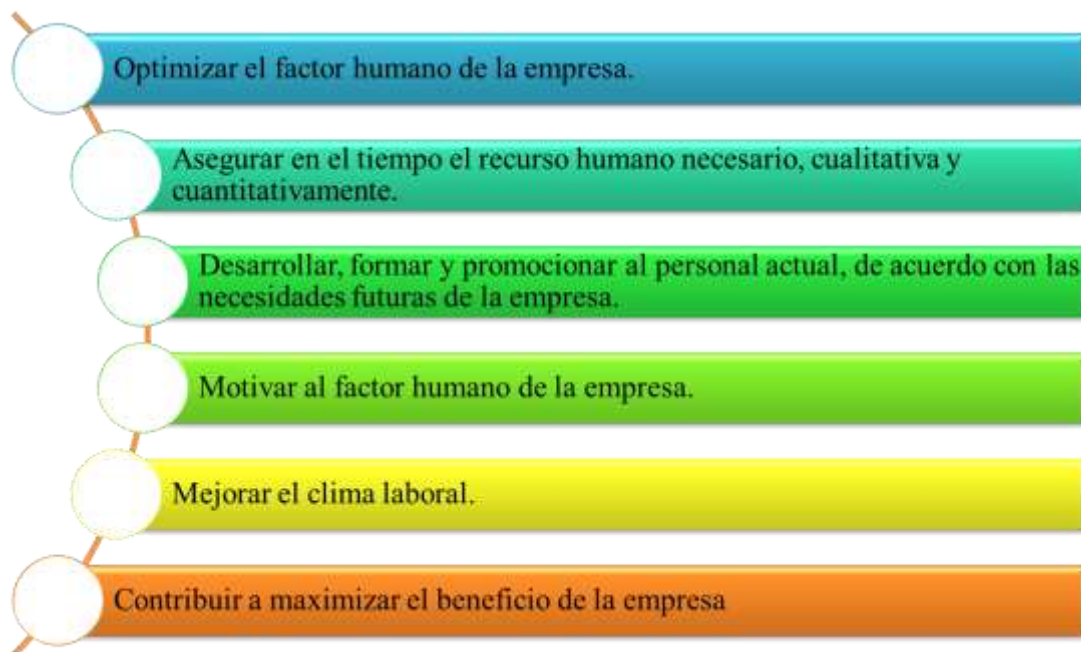 Optimizar el factor humano de la empresa.
Asegurar en el tiempo el recurso humano necesario, cualitativa y
cuantitativamente.
Desarrollar, formar y promocionar al personal actual, de acuerdo con las
necesidades futuras de la empresa.
Motivar al factor humano de la empresa.
Mejorar el clima laboral.
Contribuir a maximizar el beneficio de la empresa